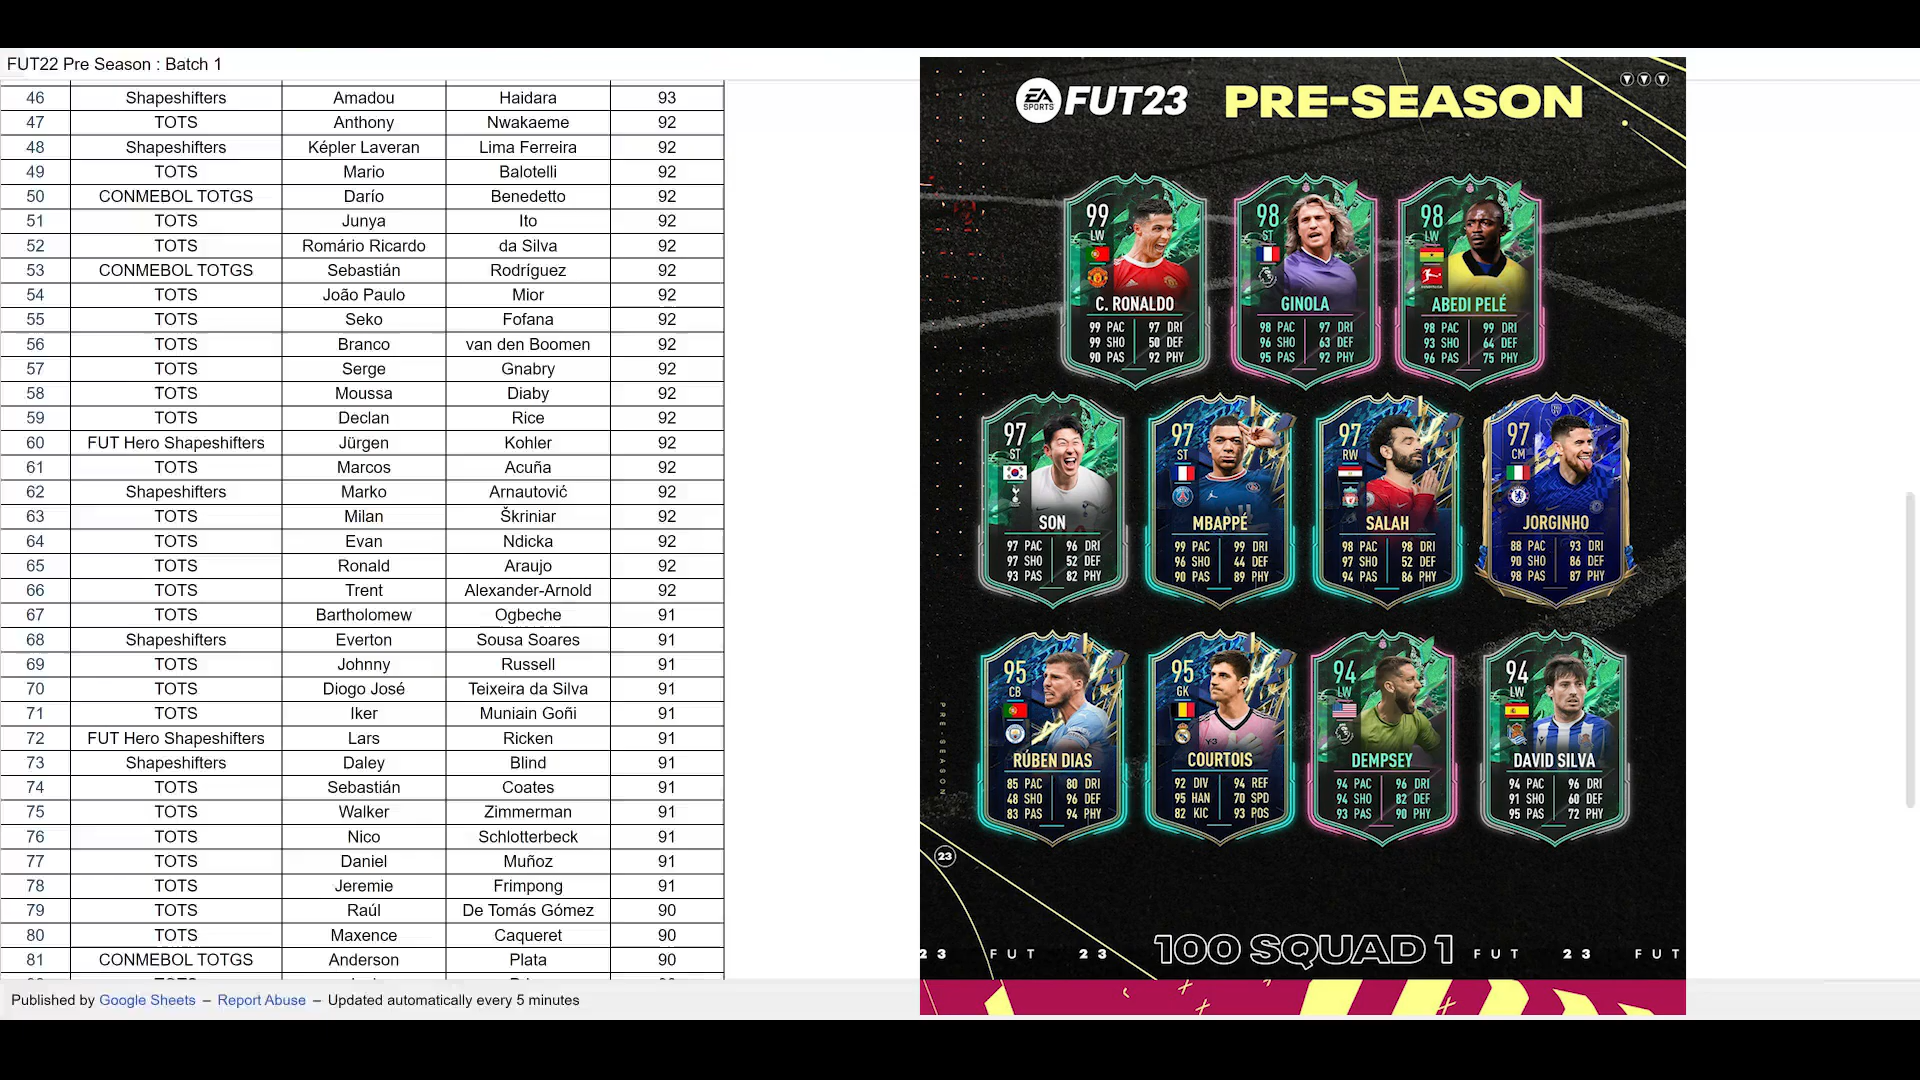 FUT22 Pre Season : Batch 1
46 Shapeshifters Amadou Haidara 93
47 TOTS Anthony Nwakaeme 92
48 Shapeshifters Képler Laveran Lima Ferreira 92
49 TOTS Mario Balotelli 92
50 CONMEBOL TOTGS Darío Benedetto 92
51 TOTS Junya Ito 92
52 TOTS Romário Ricardo da Silva 92
53 CONMEBOL TOTGS Sebastián Rodríguez 92
54 TOTS João Paulo Mior 92
55 TOTS Seko Fofana 92
56 TOTS Branco van den Boomen 92
57 TOTS Serge Gnabry 92
58 TOTS Moussa Diaby 92
59 TOTS Declan Rice 92
60 FUT Hero Shapeshifters Jürgen Kohler 92
61 TOTS Marcos Acuña 92
62 Shapeshifters Marko Arnautović 92
63 TOTS Milan Škriniar 92
64 TOTS Evan Ndicka 92
65 TOTS Ronald Araujo 92
66 TOTS Trent Alexander-Arnold 92
67 TOTS Bartholomew Ogbeche 91
68 Shapeshifters Everton Sousa Soares 91
69 TOTS Johnny Russell 91
70 TOTS Diogo José Teixeira da Silva 91
71 TOTS Iker Muniain Goñi 91
72 FUT Hero Shapeshifters Lars Ricken 91
73 Shapeshifters Daley Blind 91
74 TOTS Sebastián Coates 91
75 TOTS Walker Zimmerman 91
76 TOTS Nico Schlotterbeck 91
77 TOTS Daniel Muñoz 91
78 TOTS Jeremie Frimpong 91
79 TOTS Raúl De Tomás Gómez 90
80 TOTS Maxence Caqueret 90
81 CONMEBOL TOTGS Anderson Plata 90
Published by Google Sheets – Report Abuse – Updated automatically every 5 minutes
EA SPORTS FUT23 PRE-SEASON
99 LW
C. RONALDO
99 PAC 97 DRI
99 SHO 50 DEF
90 PAS 92 PHY
98 ST
GINOLA
98 PAC 97 DRI
96 SHO 63 DEF
95 PAS 92 PHY
98 LW
ABEDI PELÉ
98 PAC 99 DRI
93 SHO 64 DEF
96 PAS 75 PHY
97 ST
SON
97 PAC 96 DRI
97 SHO 52 DEF
93 PAS 82 PHY
97 ST
MBAPPÉ
99 PAC 99 DRI
96 SHO 44 DEF
90 PAS 89 PHY
97 RW
SALAH
98 PAC 98 DRI
97 SHO 52 DEF
94 PAS 86 PHY
97 CM
JORGINHO
88 PAC 93 DRI
90 SHO 86 DEF
98 PAS 87 PHY
95 CB
RÚBEN DIAS
85 PAC 80 DRI
48 SHO 96 DEF
83 PAS 94 PHY
95 GK
COURTOIS
92 DIV 94 REF
95 HAN 70 SPD
82 KIC 93 POS
94 LW
DEMPSEY
94 PAC 96 DRI
94 SHO 82 DEF
93 PAS 90 PHY
94 LW
DAVID SILVA
94 PAC 96 DRI
91 SHO 60 DEF
95 PAS 72 PHY
PRE-SEASON
23
23 FUT 23 100 SQUAD 1 FUT 23 FUT